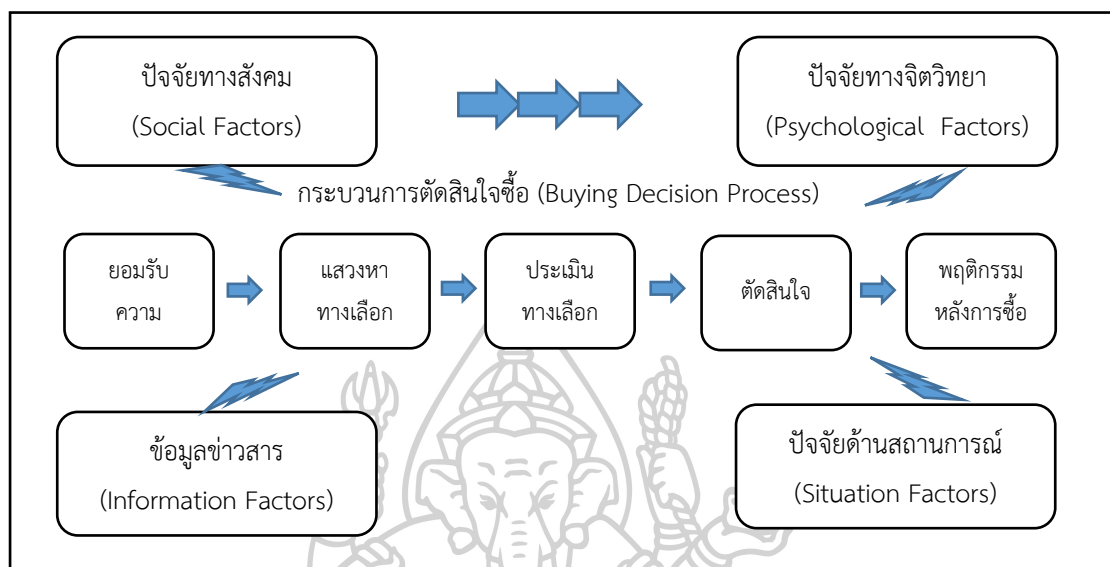 ปัจจัยทางสังคม
(Social Factors)
ปัจจัยทางจิตวิทยา
(Psychological Factors)
กระบวนการตัดสินใจซื้อ (Buying Decision Process)
ยอมรับ
ความ
แสวงหา
ทางเลือก
ประเมิน
ทางเลือก
ตัดสินใจ
พฤติกรรม
หลังการซื้อ
ข้อมูลข่าวสาร
(Information Factors)
ปัจจัยด้านสถานการณ์
(Situation Factors)